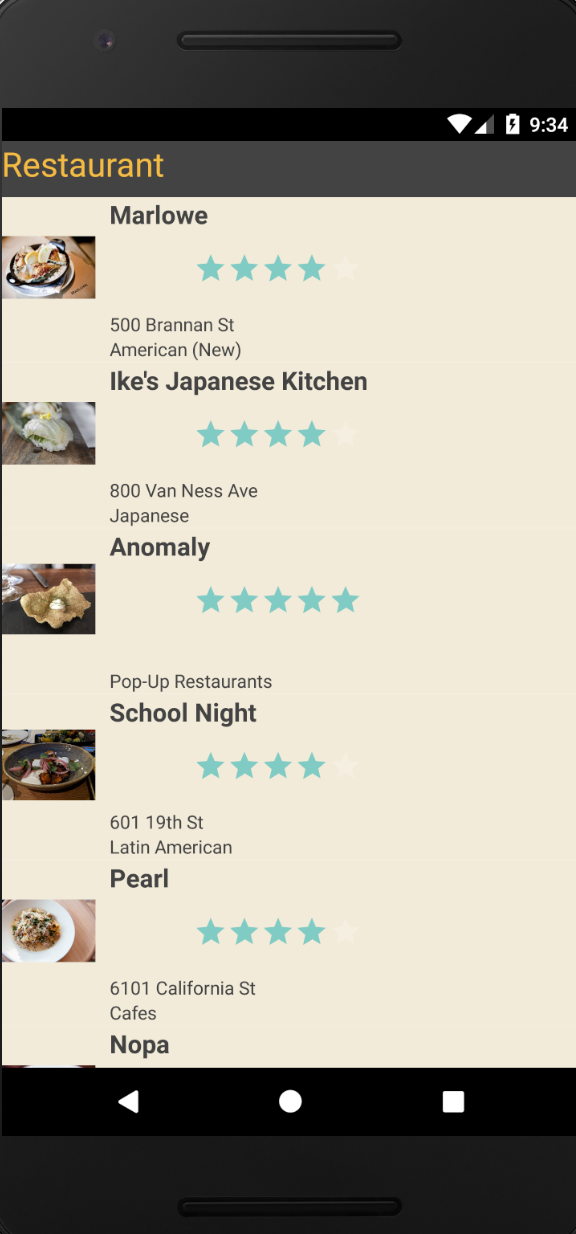 9:34
Restaurant
Marlowe
500 Brannan St
American (New)
Ike's Japanese Kitchen
800 Van Ness Ave
Japanese
Anomaly
Pop-Up Restaurants
School Night
601 19th St
Latin American
Pearl
6101 California St
Cafes
Nopa